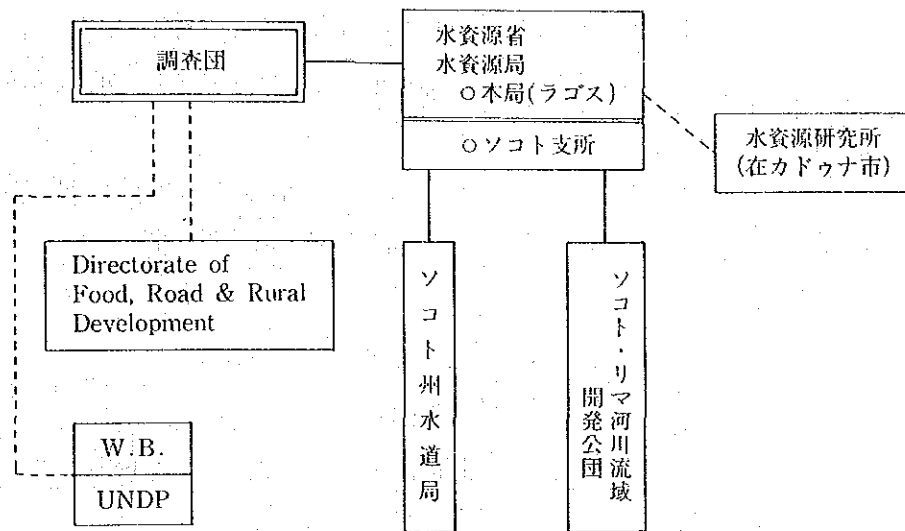 調査団
水資源省
水資源局
○本局(ラゴス)
○ソコト支所
水資源研究所
(在カドゥナ市)
Directorate of
Food, Road & Rural
Development
ソコト州水道局
ソコト・リマ河川流域
開発公団
W.B.
UNDP